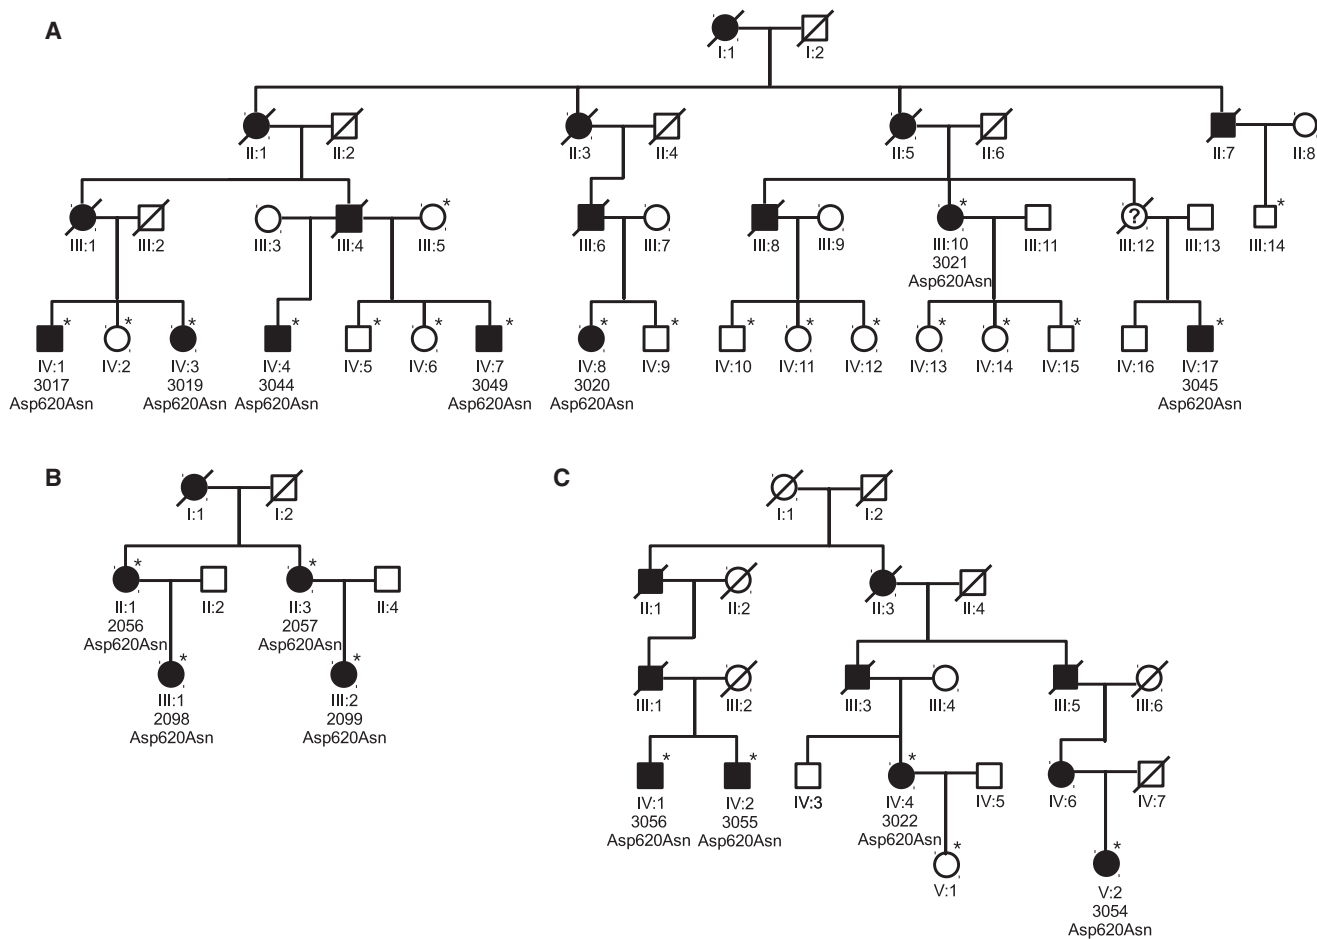 A
I:1 I:2
II:1 II:2 II:3 II:4 II:5 II:6 II:7 II:8
* *
?
III:1 III:2 III:3 III:4 III:5 III:6 III:7 III:8 III:9 III:10 III:11 III:12 III:13 III:14
3021
Asp620Asn
* * * * * * * * * * * * * * * *
IV:1 IV:2 IV:3 IV:4 IV:5 IV:6 IV:7 IV:8 IV:9 IV:10 IV:11 IV:12 IV:13 IV:14 IV:15 IV:16 IV:17
3017 3019 3044 3049 3020 3045
Asp620Asn Asp620Asn Asp620Asn Asp620Asn Asp620Asn Asp620Asn
B
I:1 I:2
* *
II:1 II:2 II:3 II:4
2056 2057
Asp620Asn Asp620Asn
* *
III:1 III:2
2098 2099
Asp620Asn Asp620Asn
C
I:1 I:2
II:1 II:2 II:3 II:4
III:1 III:2 III:3 III:4 III:5 III:6
* * *
IV:1 IV:2 IV:3 IV:4 IV:5 IV:6 IV:7
3056 3055 3022
Asp620Asn Asp620Asn Asp620Asn
* *
V:1 V:2
3054
Asp620Asn